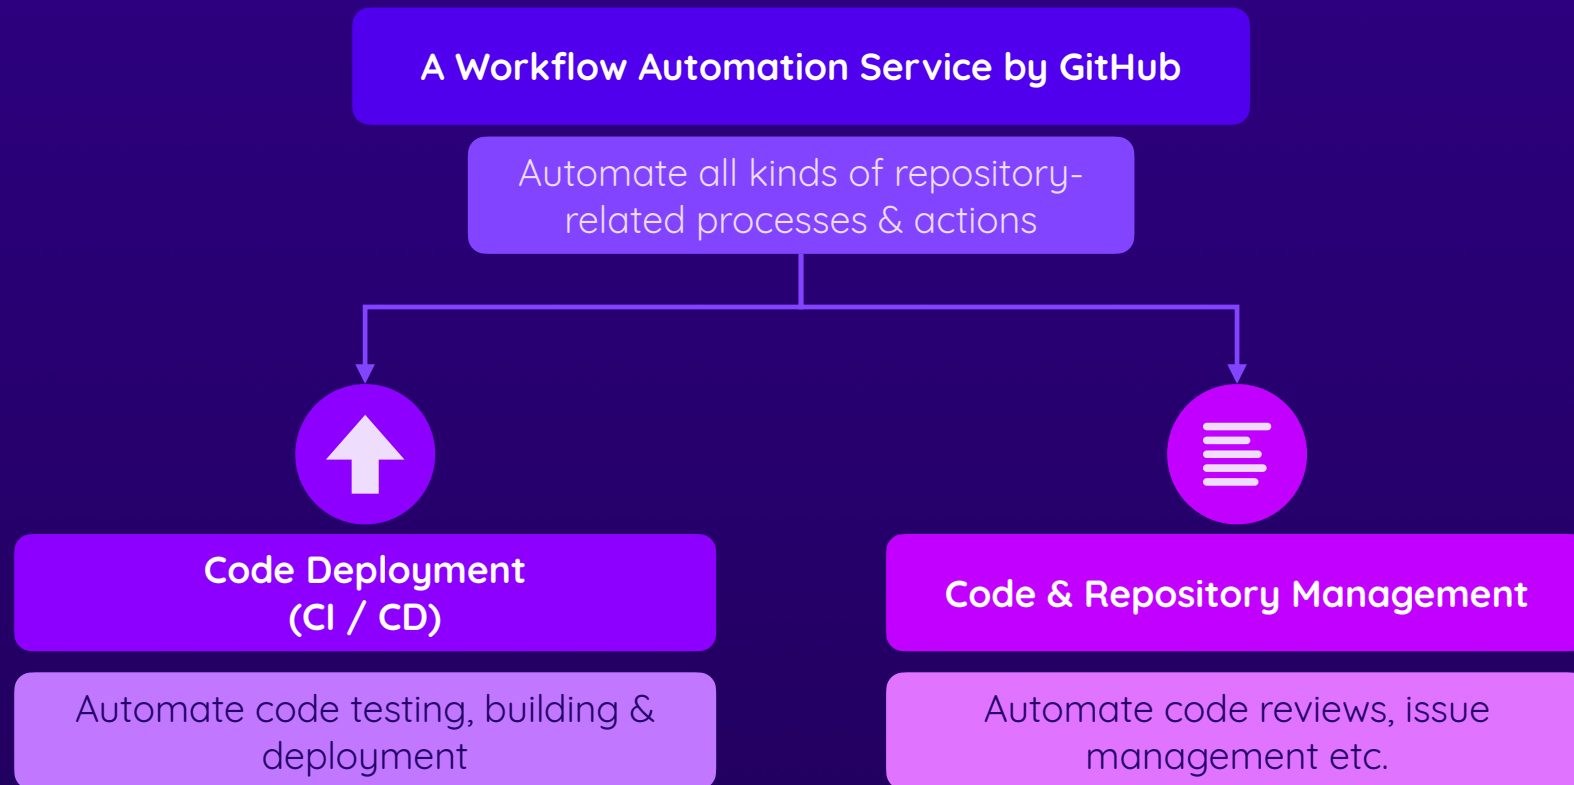 A Workflow Automation Service by GitHub
Automate all kinds of repository-
related processes & actions
Code Deployment
(CI / CD)
Automate code testing, building &
deployment
Code & Repository Management
Automate code reviews, issue
management etc.